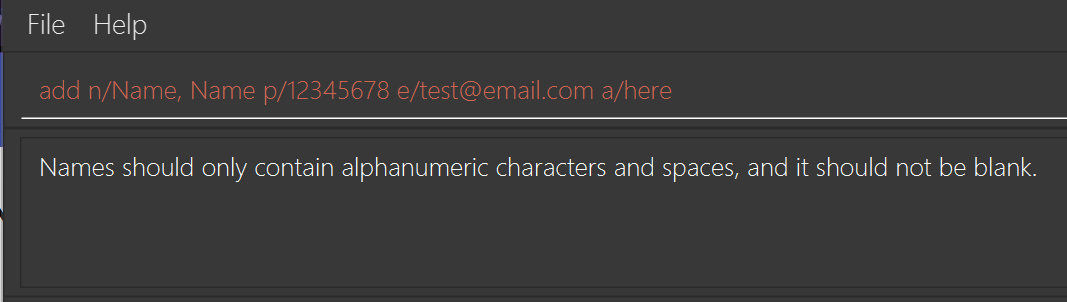 File Help
add n/Name, Name p/12345678 e/test@email.com a/here
Names should only contain alphanumeric characters and spaces, and it should not be blank.